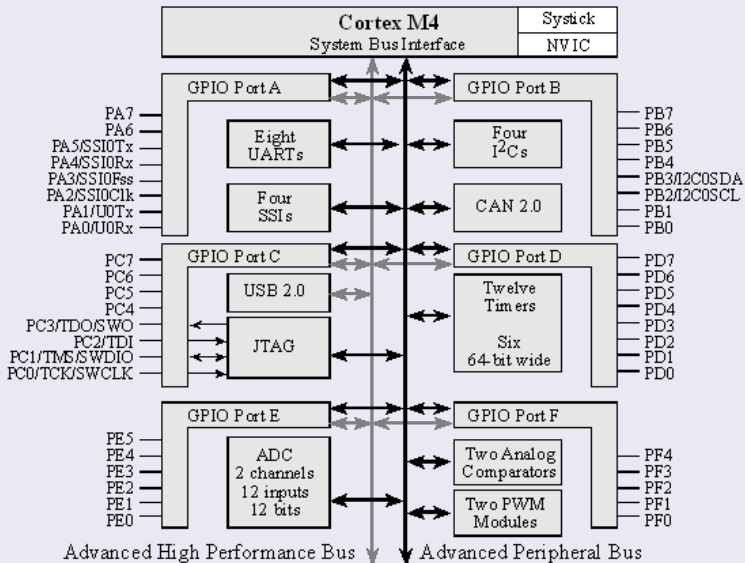 Cortex M4
System Bus Interface
Systick
NVIC
GPIO Port A
GPIO Port B
PA7
PA6
PA5/SSI0Tx
PA4/SSI0Rx
PA3/SSI0Fss
PA2/SSI0Clk
PA1/U0Tx
PA0/U0Rx
Eight
UARTs
Four
SSIs
Four
I2Cs
CAN 2.0
PB7
PB6
PB5
PB4
PB3/I2C0SDA
PB2/I2C0SCL
PB1
PB0
GPIO Port C
GPIO Port D
PC7
PC6
PC5
PC4
PC3/TDO/SWO
PC2/TDI
PC1/TMS/SWDIO
PC0/TCK/SWCLK
USB 2.0
JTAG
Twelve
Timers
Six
64-bit wide
PD7
PD6
PD5
PD4
PD3
PD2
PD1
PD0
GPIO Port E
GPIO Port F
PE5
PE4
PE3
PE2
PE1
PE0
ADC
2 channels
12 inputs
12 bits
Two Analog
Comparators
Two PWM
Modules
PF4
PF3
PF2
PF1
PF0
Advanced High Performance Bus
Advanced Peripheral Bus